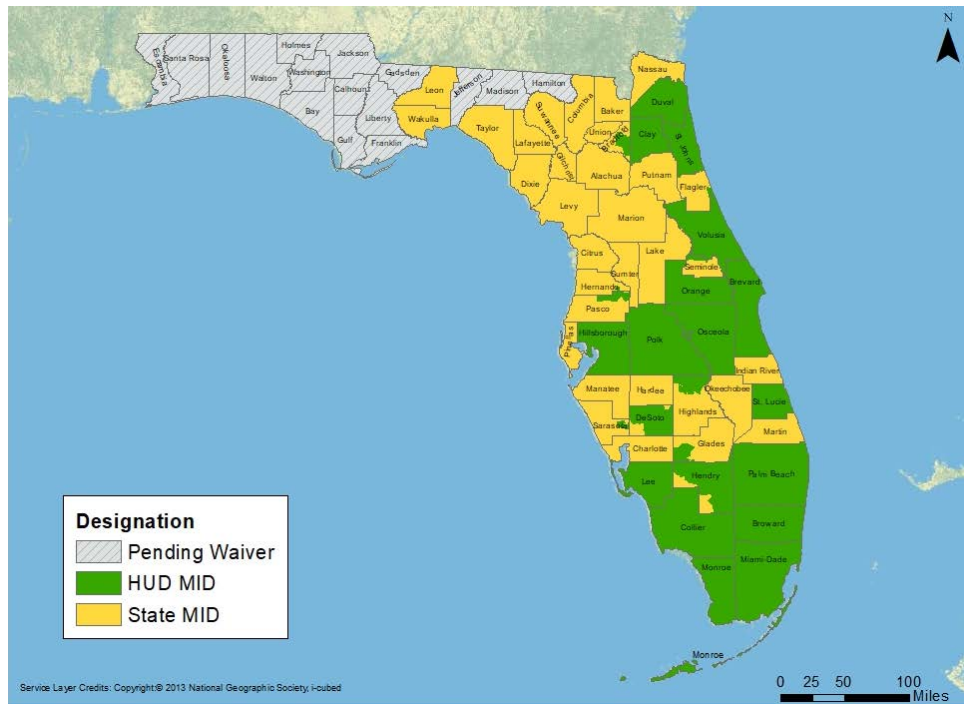 N
Escambia
Santa Rosa
Okaloosa
Walton
Holmes
Washington
Jackson
Bay
Calhoun
Gulf
Liberty
Gadsden
Franklin
Leon
Wakulla
Jefferson
Madison
Hamilton
Taylor
Suwannee
Lafayette
Columbia
Baker
Union
Bradford
Nassau
Duval
Clay
St. Johns
Dixie
Gilchrist
Alachua
Putnam
Flagler
Levy
Marion
Volusia
Citrus
Sumter
Lake
Seminole
Hernando
Orange
Brevard
Pasco
Pinellas
Hillsborough
Polk
Osceola
Indian River
Manatee
Hardee
Okeechobee
St. Lucie
Highlands
DeSoto
Sarasota
Martin
Charlotte
Glades
Lee
Hendry
Palm Beach
Collier
Broward
Monroe
Miami-Dade
Monroe
Designation
Pending Waiver
HUD MID
State MID
Service Layer Credits: Copyright:© 2013 National Geographic Society, i-cubed
0 25 50 100
Miles